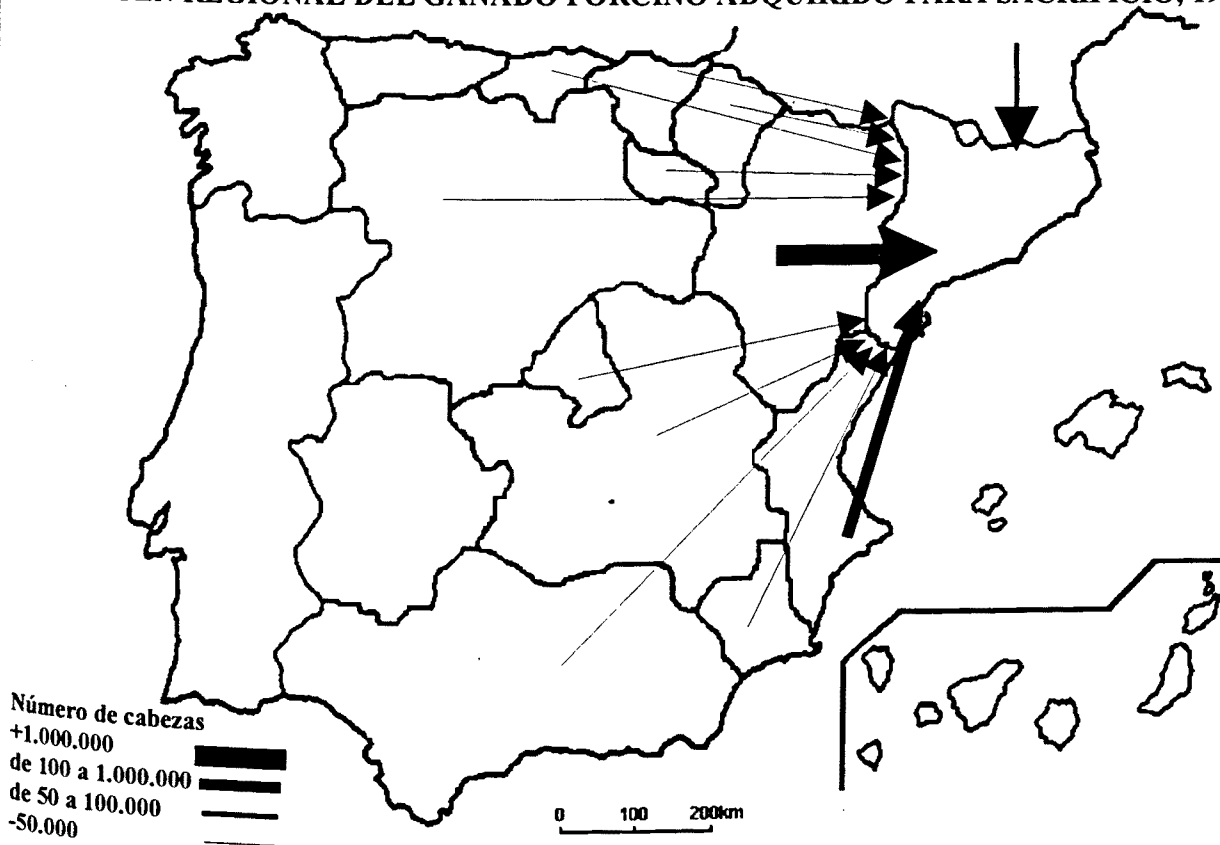 REGIONAL DEL GANADO PORCINO ADQUIRIDO PARA SACRIFICIO, 19
Número de cabezas
+1.000.000
de 100 a 1.000.000
de 50 a 100.000
-50.000
0 100 200km